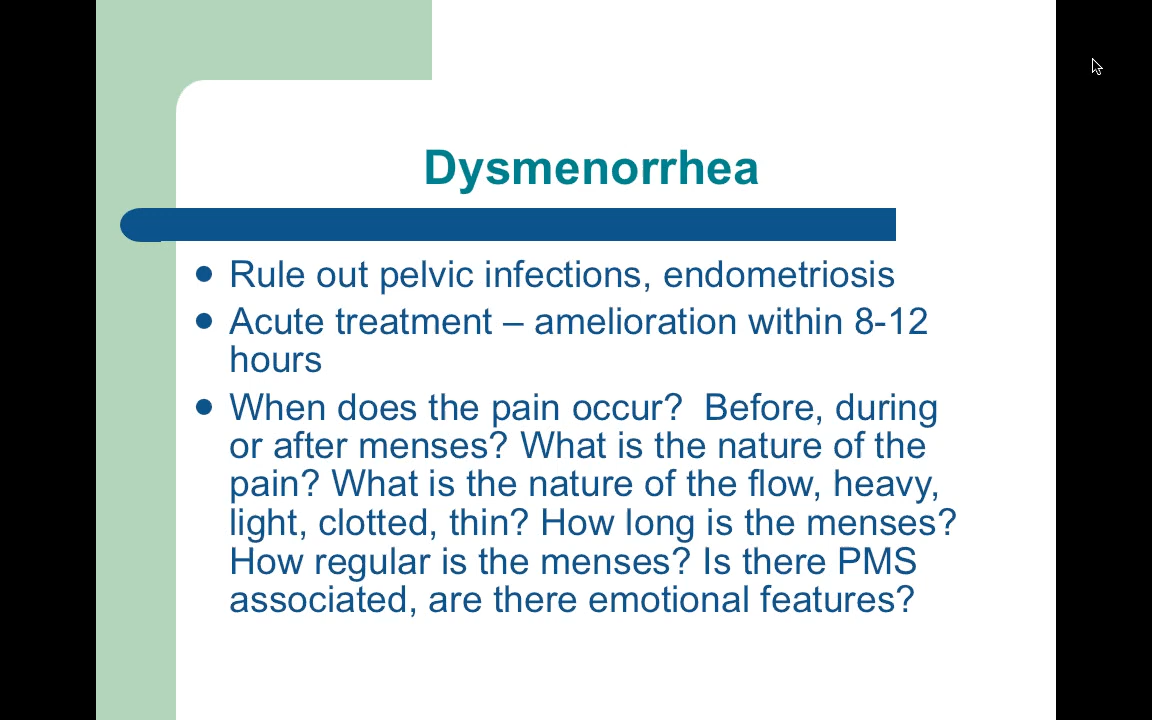 Dysmenorrhea
Rule out pelvic infections, endometriosis
Acute treatment – amelioration within 8-12
hours
When does the pain occur?  Before, during
or after menses? What is the nature of the
pain? What is the nature of the flow, heavy,
light, clotted, thin? How long is the menses?
How regular is the menses? Is there PMS
associated, are there emotional features?